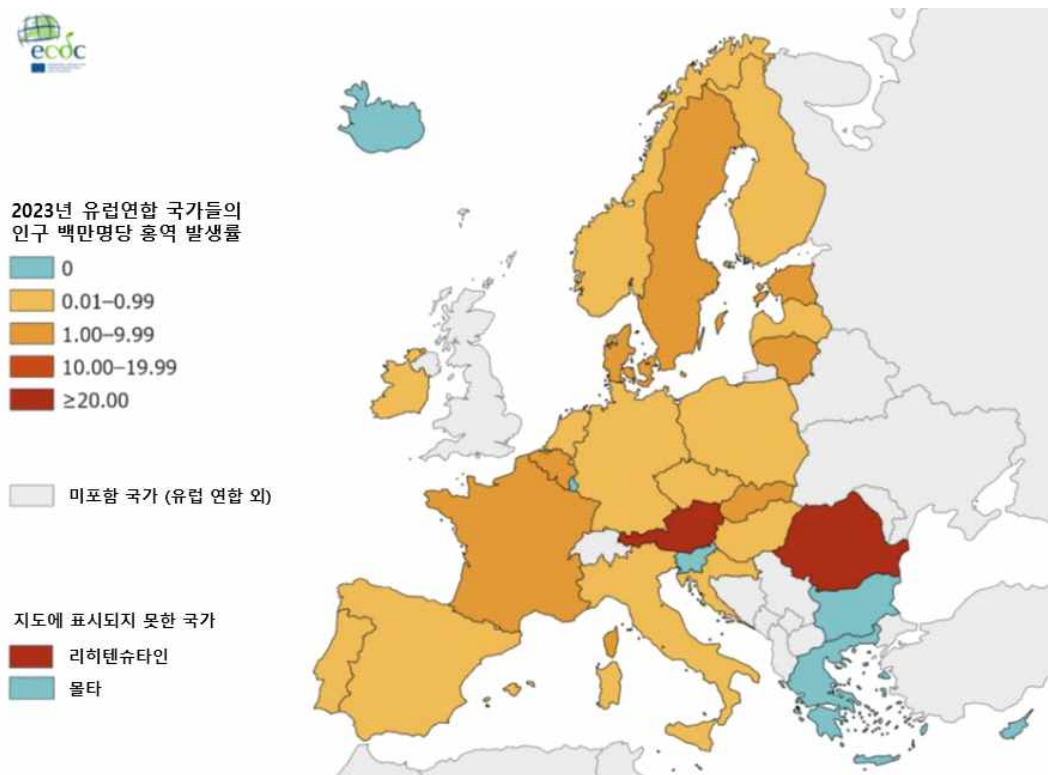 ecdc
2023년 유럽연합 국가들의
인구 백만명당 홍역 발생률
0
0.01–0.99
1.00–9.99
10.00–19.99
≥20.00
미포함 국가 (유럽 연합 외)
지도에 표시되지 못한 국가
리히텐슈타인
몰타